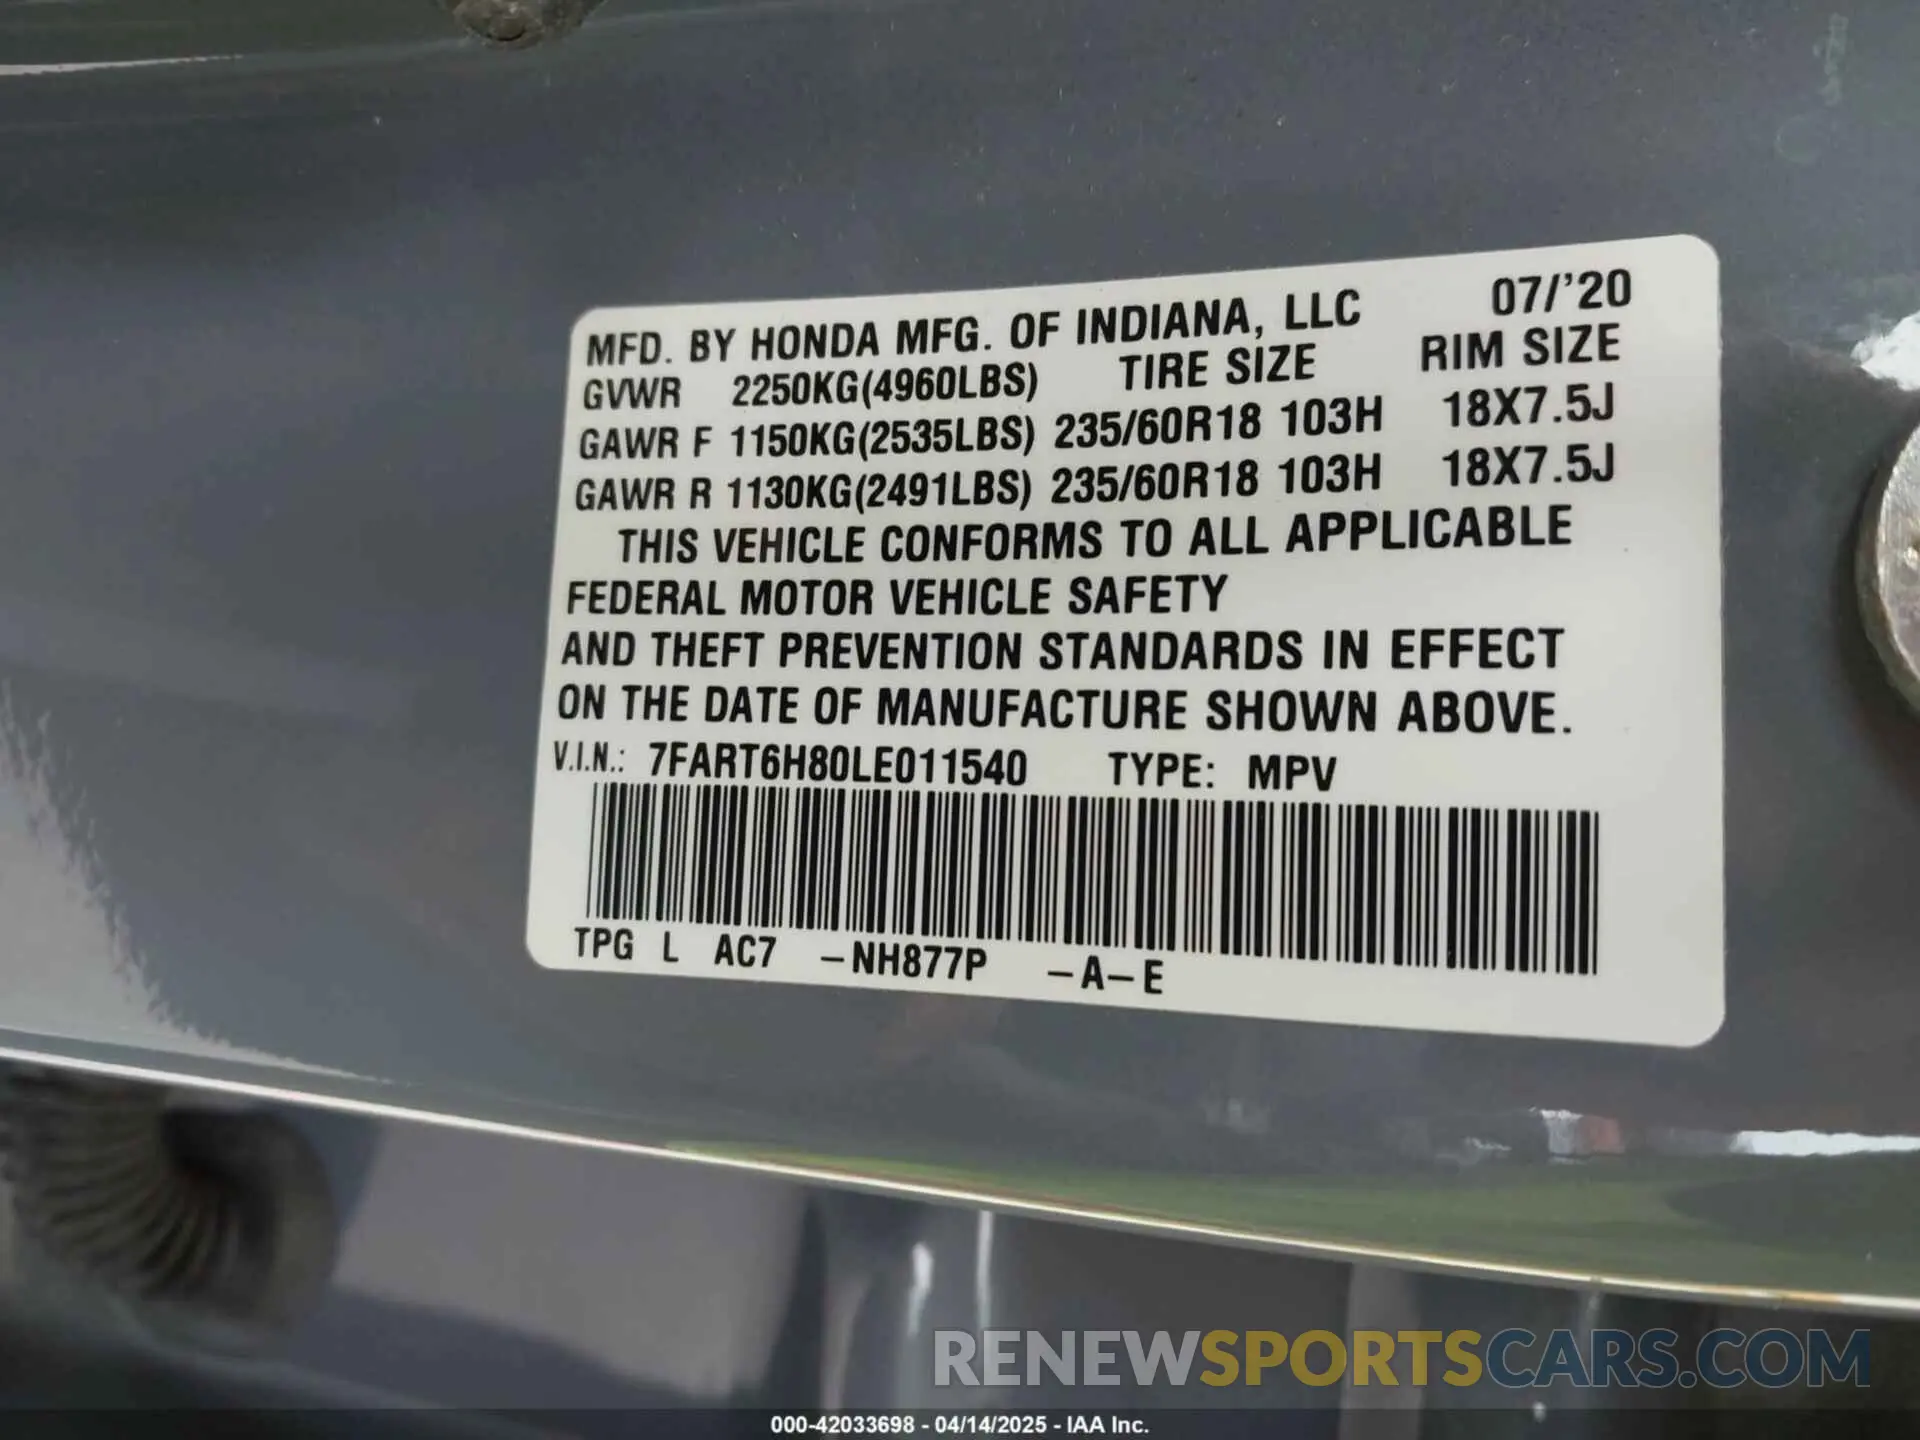 MFD. BY HONDA MFG. OF INDIANA, LLC 07/'20
GVWR 2250KG(4960LBS) TIRE SIZE RIM SIZE
GAWR F 1150KG(2535LBS) 235/60R18 103H 18X7.5J
GAWR R 1130KG(2491LBS) 235/60R18 103H 18X7.5J
THIS VEHICLE CONFORMS TO ALL APPLICABLE
FEDERAL MOTOR VEHICLE SAFETY
AND THEFT PREVENTION STANDARDS IN EFFECT
ON THE DATE OF MANUFACTURE SHOWN ABOVE.
V.I.N.: 7FART6H80LE011540 TYPE: MPV
TPG L AC7 -NH877P -A-E
RENEWSPORTSCARS.COM
000-42033698 - 04/14/2025 - IAA Inc.